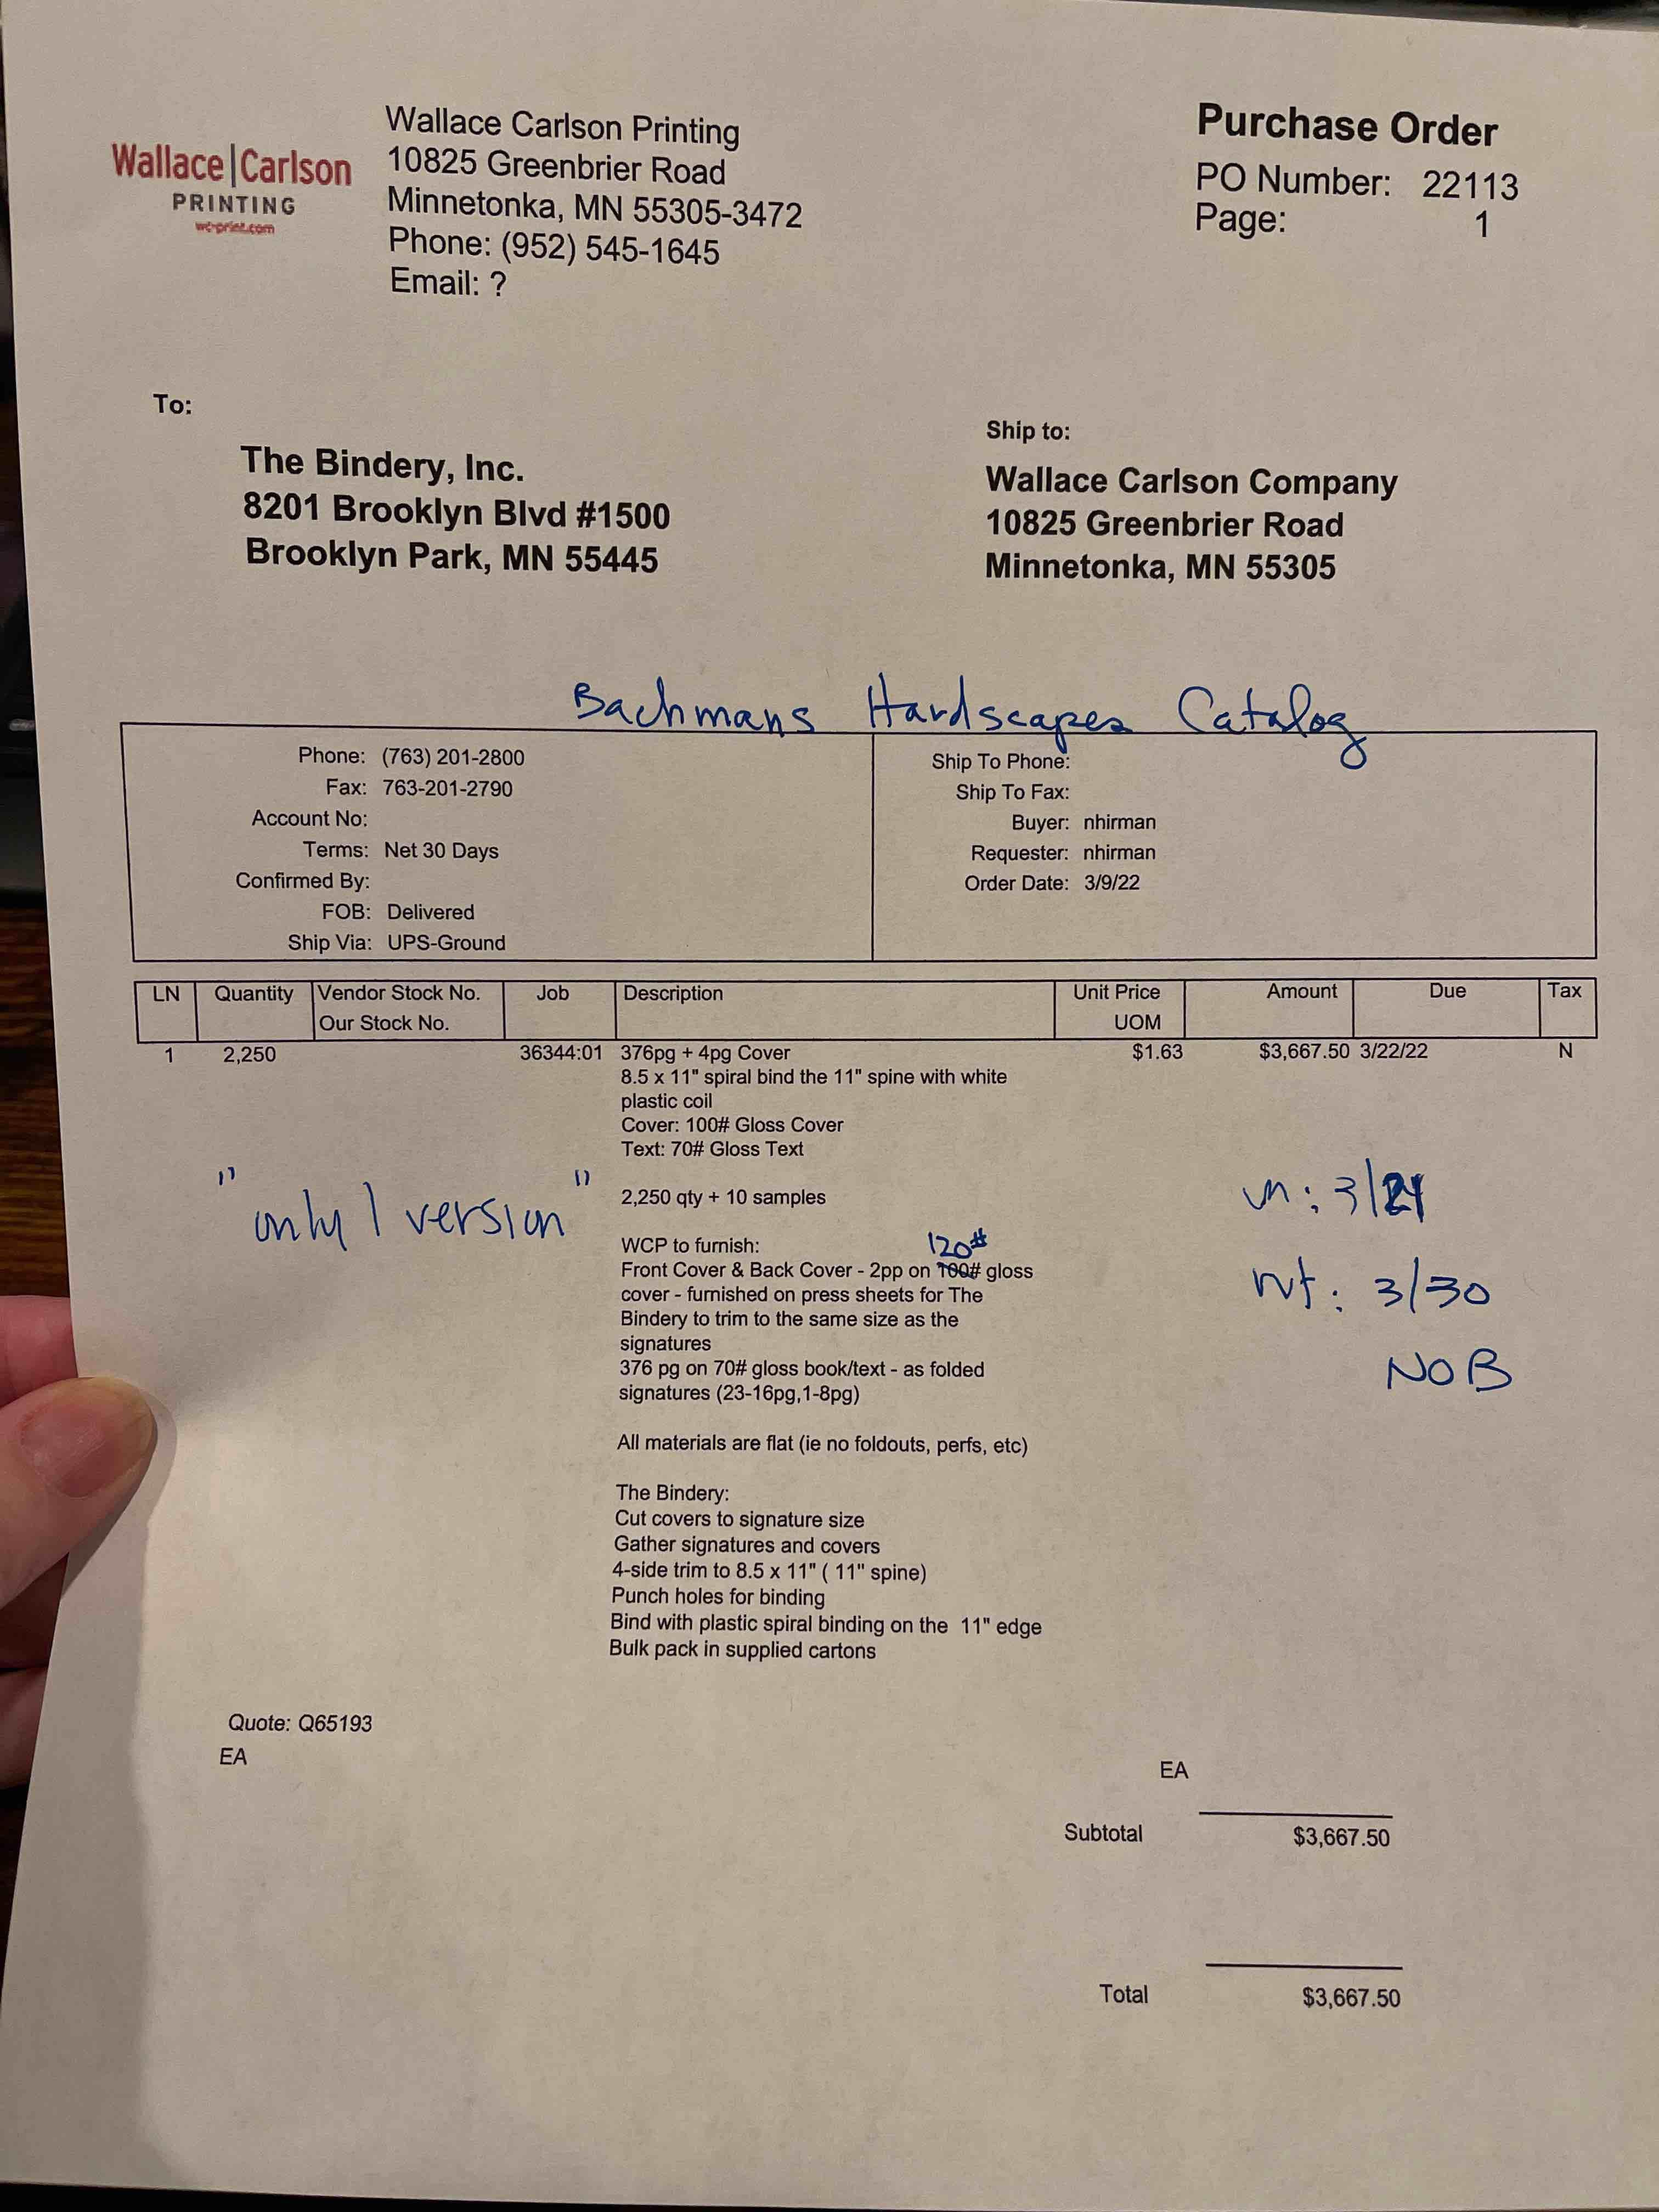 Wallace|Carlson
PRINTING
wc-print.com
Wallace Carlson Printing
10825 Greenbrier Road
Minnetonka, MN 55305-3472
Phone: (952) 545-1645
Email: ?
Purchase Order
PO Number: 22113
Page: 1
To:
The Bindery, Inc.
8201 Brooklyn Blvd #1500
Brooklyn Park, MN 55445
Ship to:
Wallace Carlson Company
10825 Greenbrier Road
Minnetonka, MN 55305
Bachmans Hardscapes Catalog
Phone: (763) 201-2800
Fax: 763-201-2790
Account No:
Terms: Net 30 Days
Confirmed By:
FOB: Delivered
Ship Via: UPS-Ground
Ship To Phone:
Ship To Fax:
Buyer: nhirman
Requester: nhirman
Order Date: 3/9/22
LN Quantity Vendor Stock No. Job Description Unit Price Amount Due Tax
Our Stock No. UOM
1 2,250 36344:01 376pg + 4pg Cover $1.63 $3,667.50 3/22/22 N
8.5 x 11" spiral bind the 11" spine with white
plastic coil
Cover: 100# Gloss Cover
Text: 70# Gloss Text
"only 1 version"
2,250 qty + 10 samples
in: 3/21
WCP to furnish:
120#
Front Cover & Back Cover - 2pp on 100# gloss
cover - furnished on press sheets for The
Bindery to trim to the same size as the
signatures
3/30
376 pg on 70# gloss book/text - as folded
signatures (23-16pg,1-8pg)
NOB
All materials are flat (ie no foldouts, perfs, etc)
The Bindery:
Cut covers to signature size
Gather signatures and covers
4-side trim to 8.5 x 11" ( 11" spine)
Punch holes for binding
Bind with plastic spiral binding on the 11" edge
Bulk pack in supplied cartons
Quote: Q65193
EA
EA
Subtotal $3,667.50
Total $3,667.50